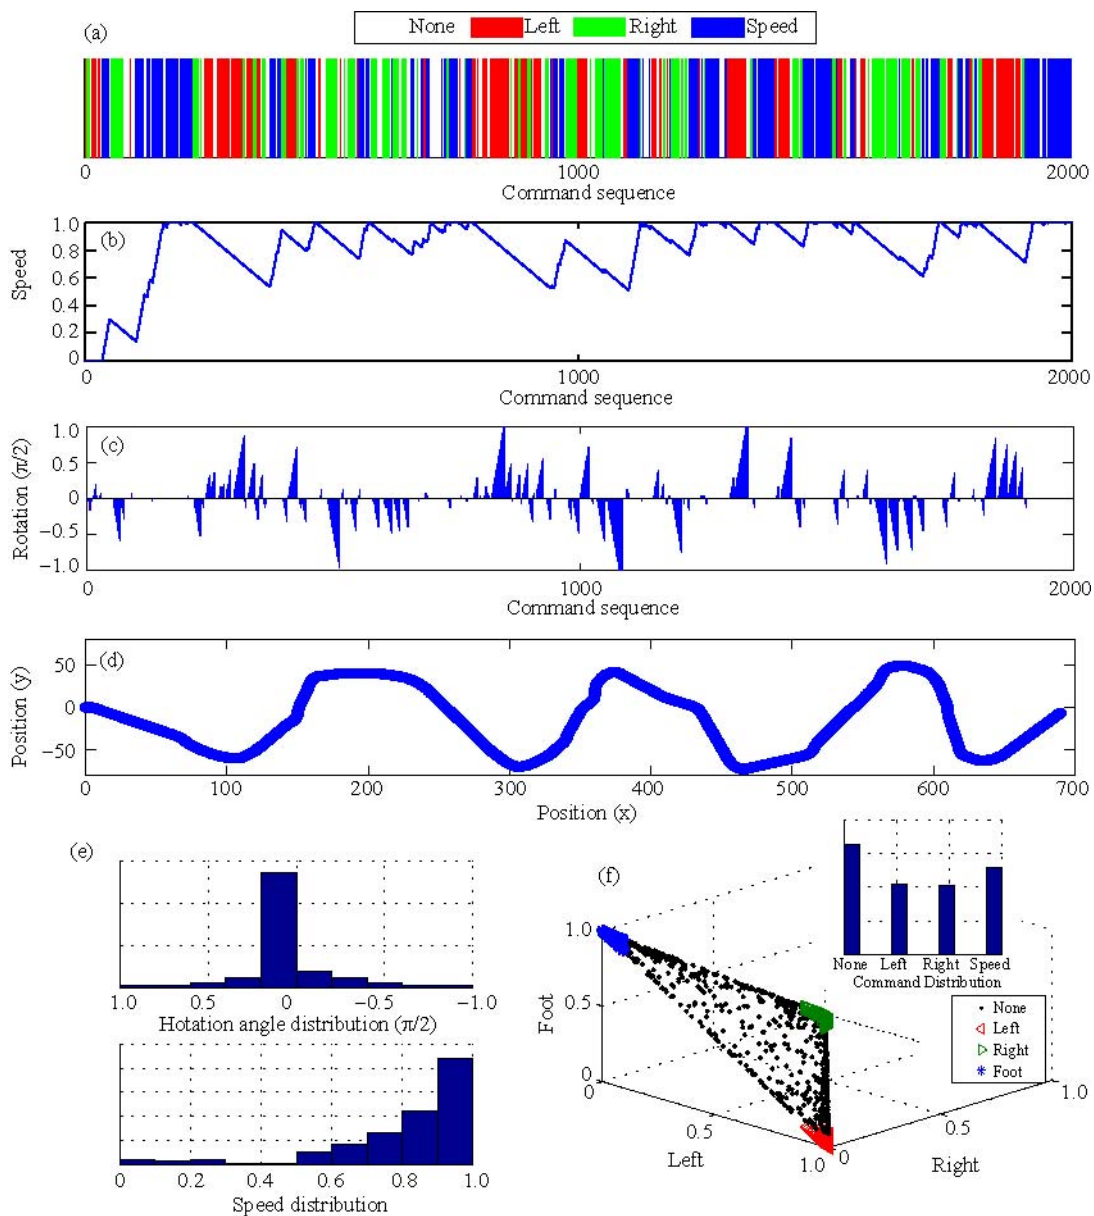 (a)
None Left Right Speed
0 1000 2000
Command sequence
(b)
Speed
1.0
0.8
0.6
0.4
0.2
0
0 1000 2000
Command sequence
(c)
Rotation (π/2)
1.0
0.5
0
−0.5
−1.0
0 1000 2000
Command sequence
(d)
Position (y)
50
0
−50
0 100 200 300 400 500 600 700
Position (x)
(e)
1.0 0.5 0 −0.5 −1.0
Hotation angle distribution (π/2)
0 0.2 0.4 0.6 0.8 1.0
Speed distribution
(f)
None Left Right Speed
Command Distribution
Foot
1.0
0.5
0
0
0.5
1.0
Left
0
0.5
1.0
Right
None
Left
Right
Foot